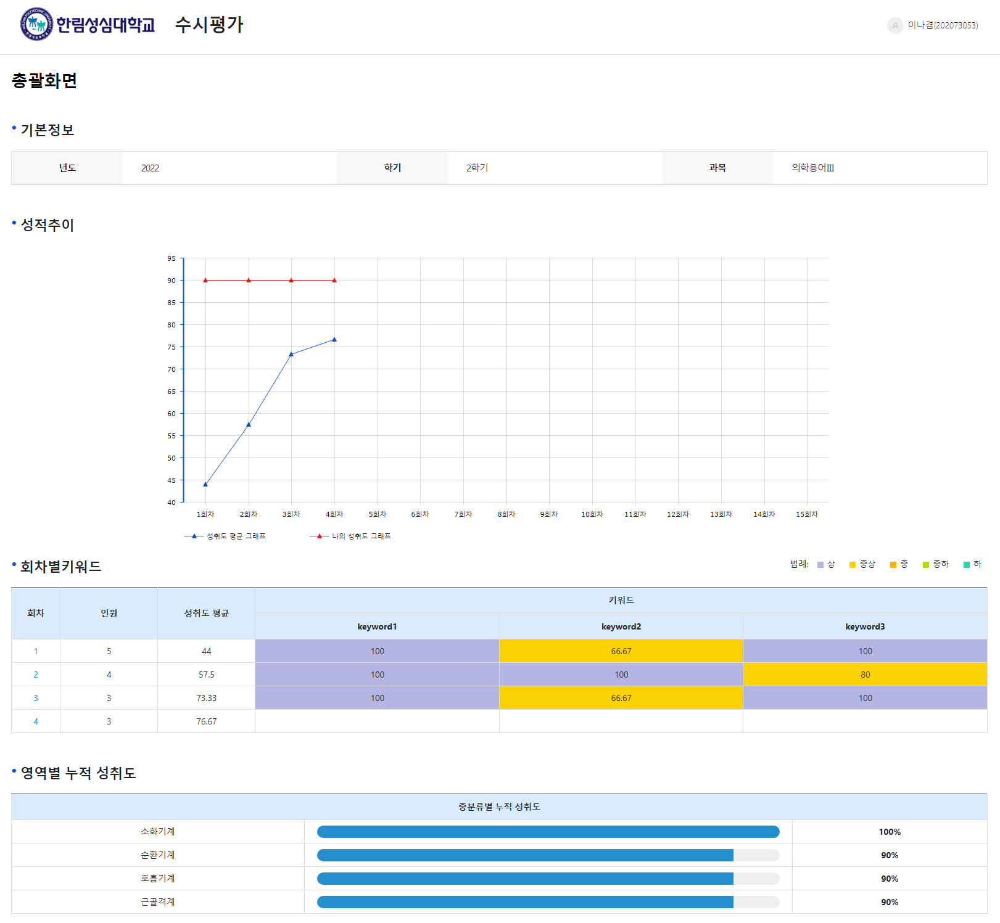 한림성심대학교 수시평가 이나겸(202073053)
총괄화면
기본정보
년도 2022 학기 2학기 과목 의학용어Ⅲ
성적추이
95
90
85
80
75
70
65
60
55
50
45
40
1회차 2회차 3회차 4회차 5회차 6회차 7회차 8회차 9회차 10회차 11회차 12회차 13회차 14회차 15회차
성취도 평균 그래프 나의 성취도 그래프
회차별키워드 범례: 상 중상 중 중하 하
회차 인원 성취도 평균 키워드
keyword1 keyword2 keyword3
1 5 44 100 66.67 100
2 4 57.5 100 100 80
3 3 73.33 100 66.67 100
4 3 76.67
영역별 누적 성취도
중분류별 누적 성취도
소화기계 100%
순환기계 90%
호흡기계 90%
근골격계 90%